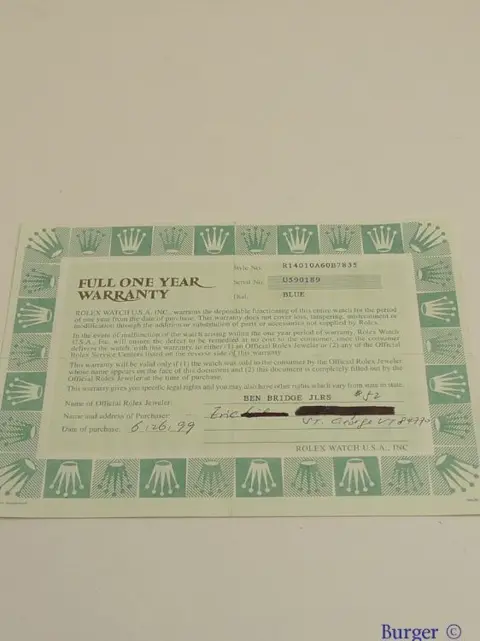 Style No. R14010A60B7835
FULL ONE YEAR
WARRANTY
Serial No. U390189
Dial. BLUE
ROLEX WATCH U.S.A., INC., warrants the dependable functioning of this entire watch for the period
of one year from the date of purchase. This warranty does not cover loss, tampering, mistreatment or
modification through the addition or substitution of parts or accessories not supplied by Rolex.
In the event of malfunction of the watch arising within the one year period of warranty, Rolex Watch
U.S.A., Inc. will ensure the defect to be remedied at no cost to the consumer, once the consumer
delivers the watch, with this warranty, to either (1) an Official Rolex Jeweler or (2) any of the Official
Rolex Service Centers listed on the reverse side of this warranty.
This warranty will be valid only if (1) the watch was sold to the consumer by the Official Rolex Jeweler
whose name appears on the face of this document and (2) this document is completely filled out by the
Official Rolex Jeweler at the time of purchase.
This warranty gives you specific legal rights and you may also have other rights which vary from state to state.
Name of Official Rolex Jeweler: BEN BRIDGE JLRS #52
Name and address of Purchaser: Eric
Date of purchase: 6,26,99 St. George UT 84770
ROLEX WATCH U.S.A., INC
Burger ©